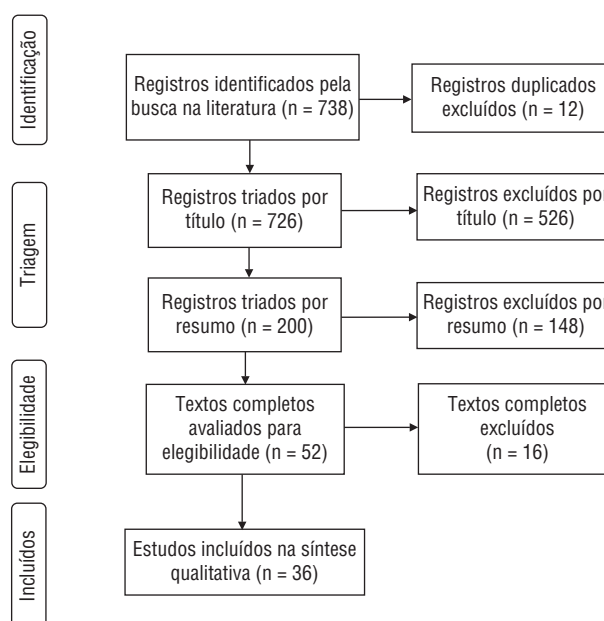 Identificação
Registros identificados pela
busca na literatura (n = 738)
Registros duplicados
excluídos (n = 12)
Triagem
Registros triados por
título (n = 726)
Registros excluídos por
título (n = 526)
Registros triados por
resumo (n = 200)
Registros excluídos por
resumo (n = 148)
Elegibilidade
Textos completos
avaliados para
elegibilidade (n = 52)
Textos completos
excluídos
(n = 16)
Incluídos
Estudos incluídos na síntese
qualitativa (n = 36)